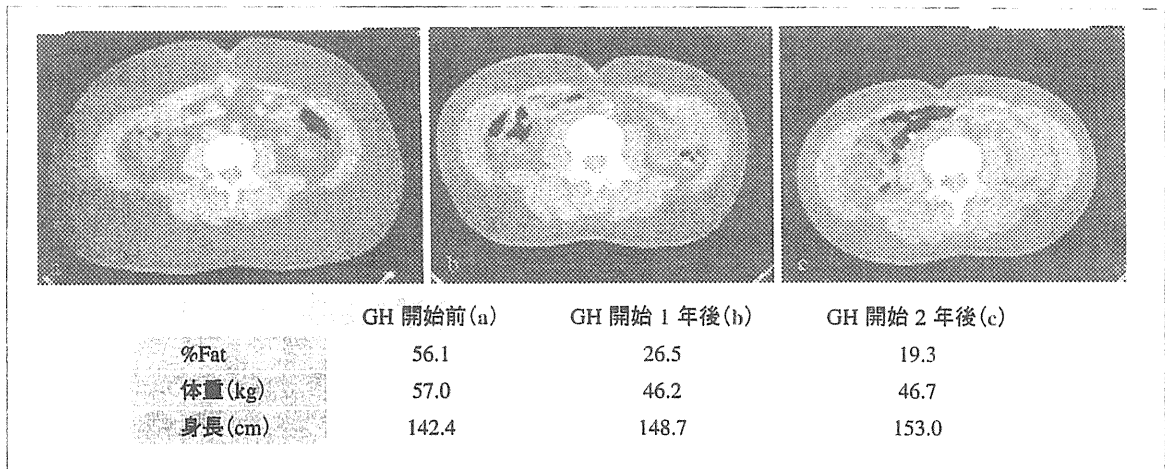 b
c
GH 開始前(a) GH 開始 1 年後(b) GH 開始 2 年後(c)
%Fat 56.1 26.5 19.3
体重(kg) 57.0 46.2 46.7
身長(cm) 142.4 148.7 153.0